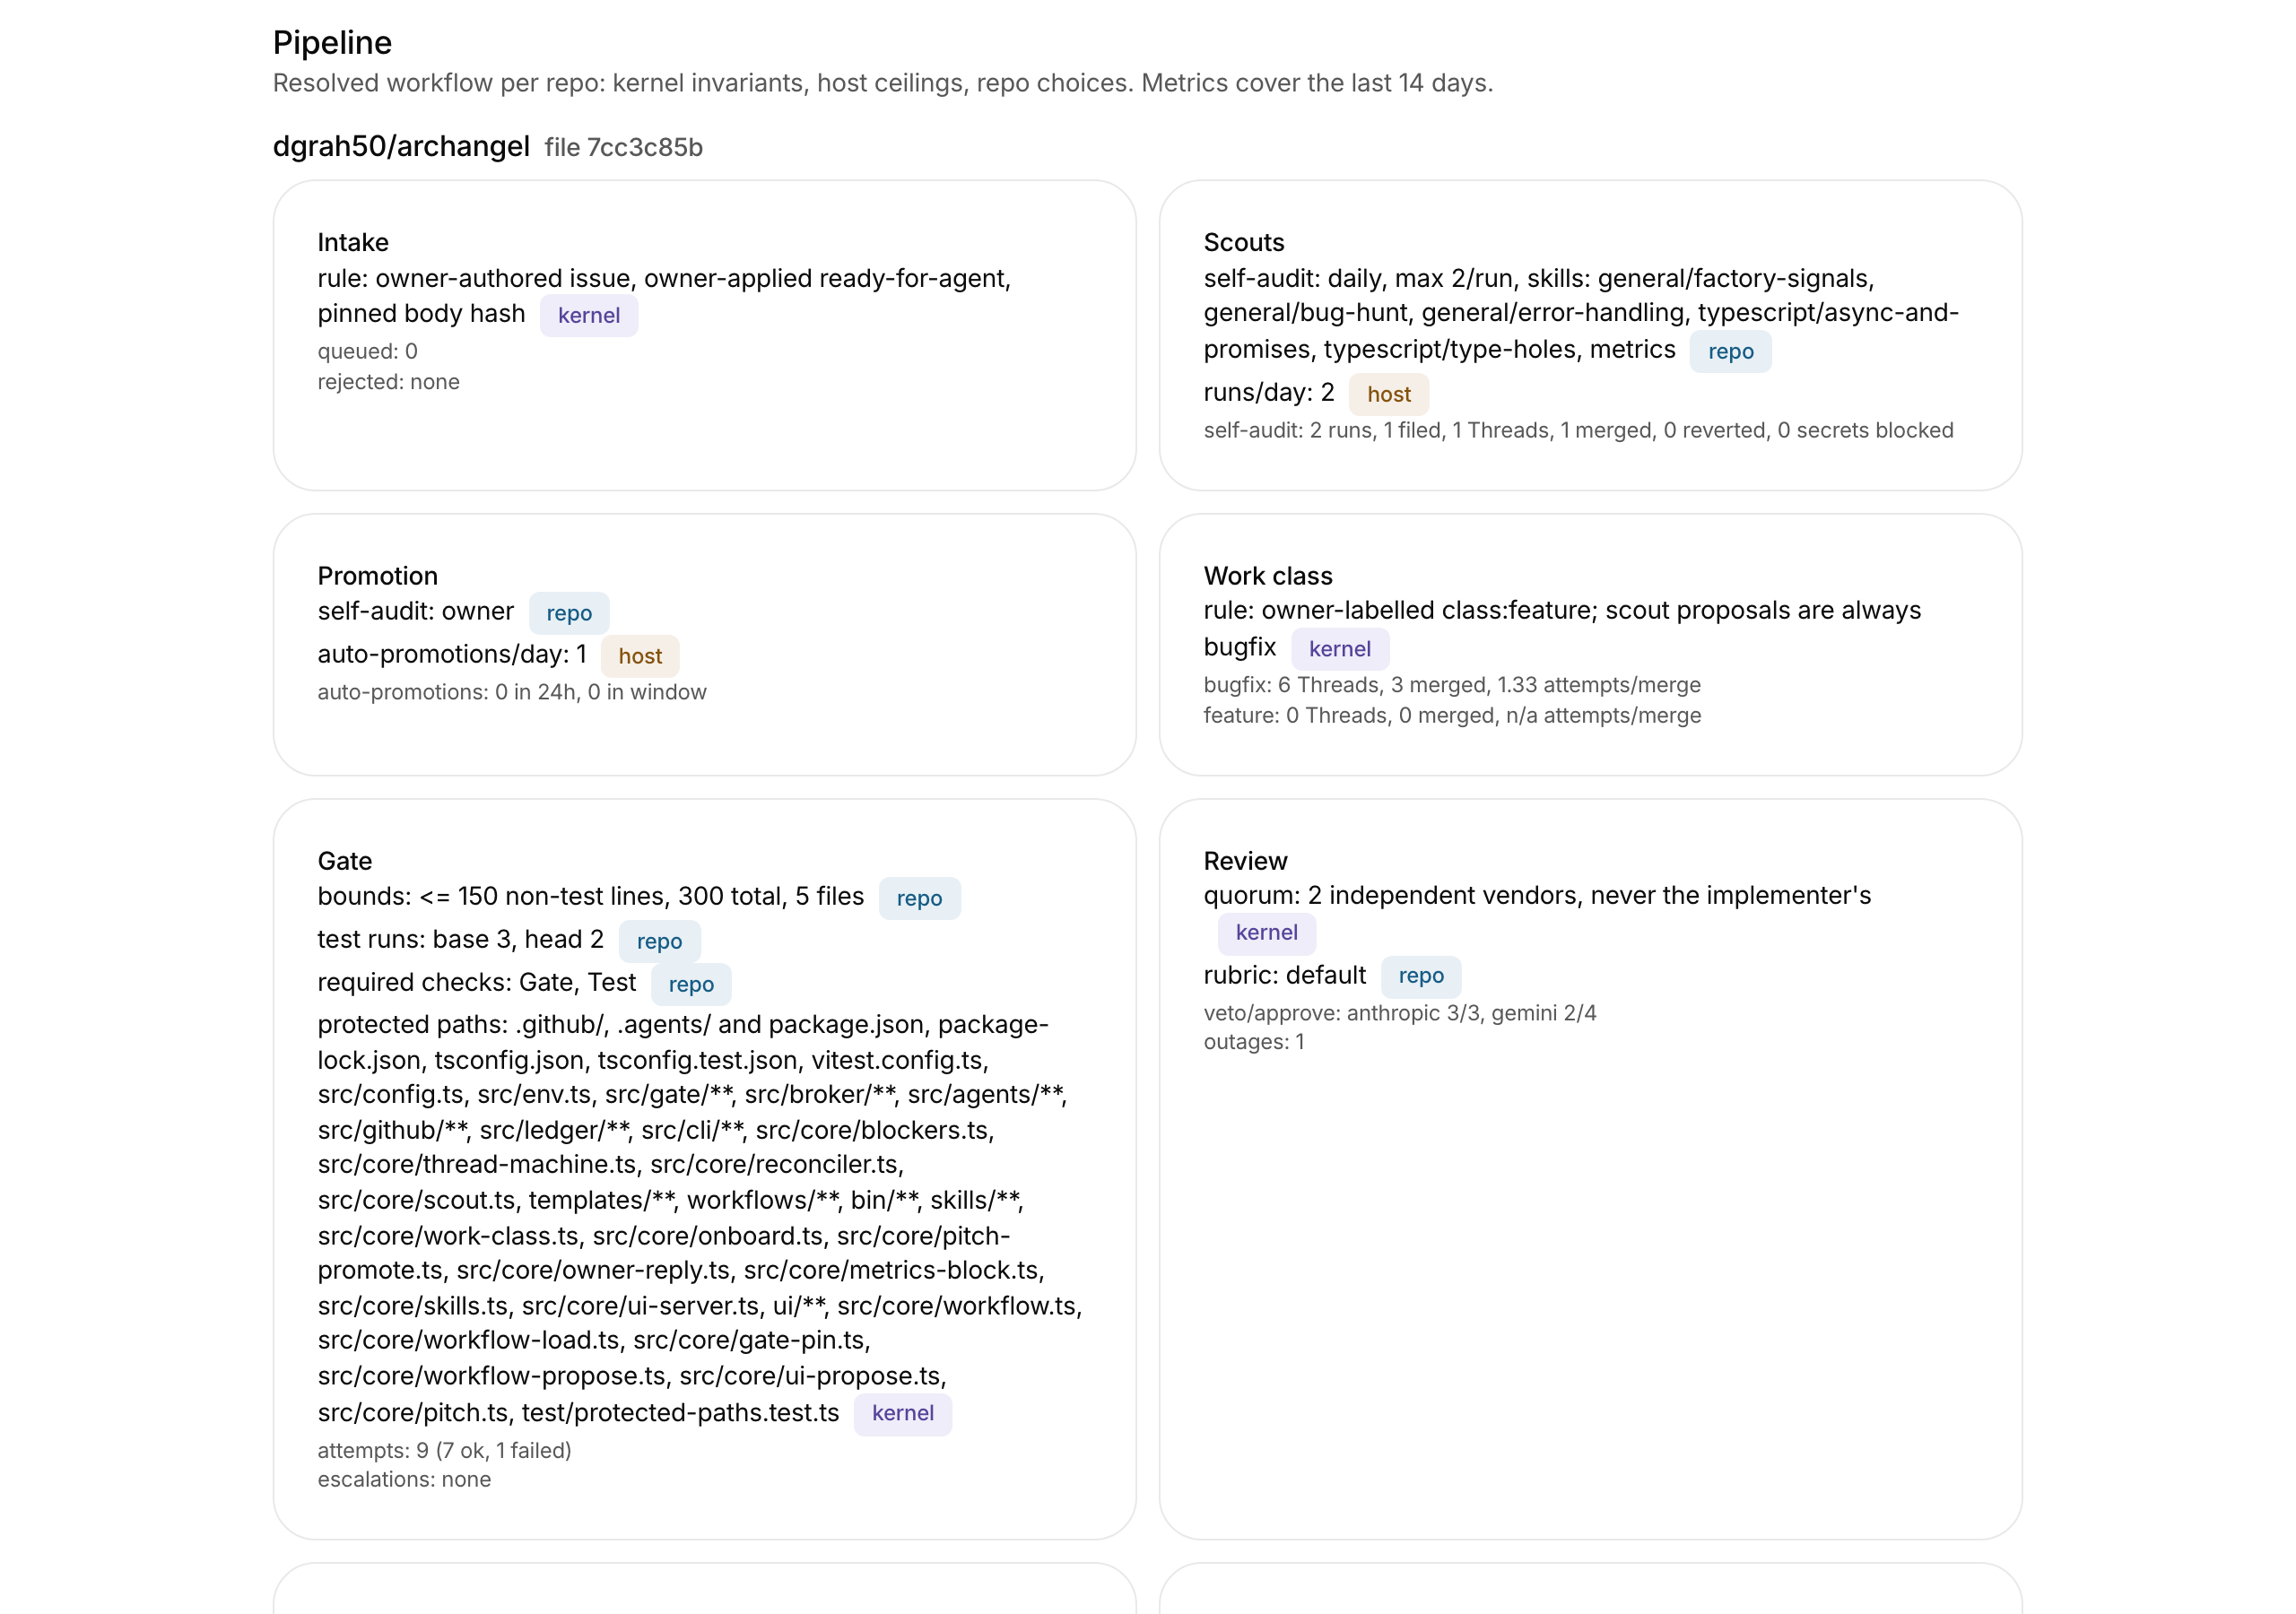 Pipeline
Resolved workflow per repo: kernel invariants, host ceilings, repo choices. Metrics cover the last 14 days.
dgrah50/archangel file 7cc3c85b
Intake
rule: owner-authored issue, owner-applied ready-for-agent,
pinned body hash kernel
queued: 0
rejected: none
Scouts
self-audit: daily, max 2/run, skills: general/factory-signals,
general/bug-hunt, general/error-handling, typescript/async-and-
promises, typescript/type-holes, metrics repo
runs/day: 2 host
self-audit: 2 runs, 1 filed, 1 Threads, 1 merged, 0 reverted, 0 secrets blocked
Promotion
self-audit: owner repo
auto-promotions/day: 1 host
auto-promotions: 0 in 24h, 0 in window
Work class
rule: owner-labelled class:feature; scout proposals are always
bugfix kernel
bugfix: 6 Threads, 3 merged, 1.33 attempts/merge
feature: 0 Threads, 0 merged, n/a attempts/merge
Gate
bounds: <= 150 non-test lines, 300 total, 5 files repo
test runs: base 3, head 2 repo
required checks: Gate, Test repo
protected paths: .github/, .agents/ and package.json, package-
lock.json, tsconfig.json, tsconfig.test.json, vitest.config.ts,
src/config.ts, src/env.ts, src/gate/**, src/broker/**, src/agents/**,
src/github/**, src/ledger/**, src/cli/**, src/core/blockers.ts,
src/core/thread-machine.ts, src/core/reconciler.ts,
src/core/scout.ts, templates/**, workflows/**, bin/**, skills/**,
src/core/work-class.ts, src/core/onboard.ts, src/core/pitch-
promote.ts, src/core/owner-reply.ts, src/core/metrics-block.ts,
src/core/skills.ts, src/core/ui-server.ts, ui/**, src/core/workflow.ts,
src/core/workflow-load.ts, src/core/gate-pin.ts,
src/core/workflow-propose.ts, src/core/ui-propose.ts,
src/core/pitch.ts, test/protected-paths.test.ts kernel
attempts: 9 (7 ok, 1 failed)
escalations: none
Review
quorum: 2 independent vendors, never the implementer's
kernel
rubric: default repo
veto/approve: anthropic 3/3, gemini 2/4
outages: 1